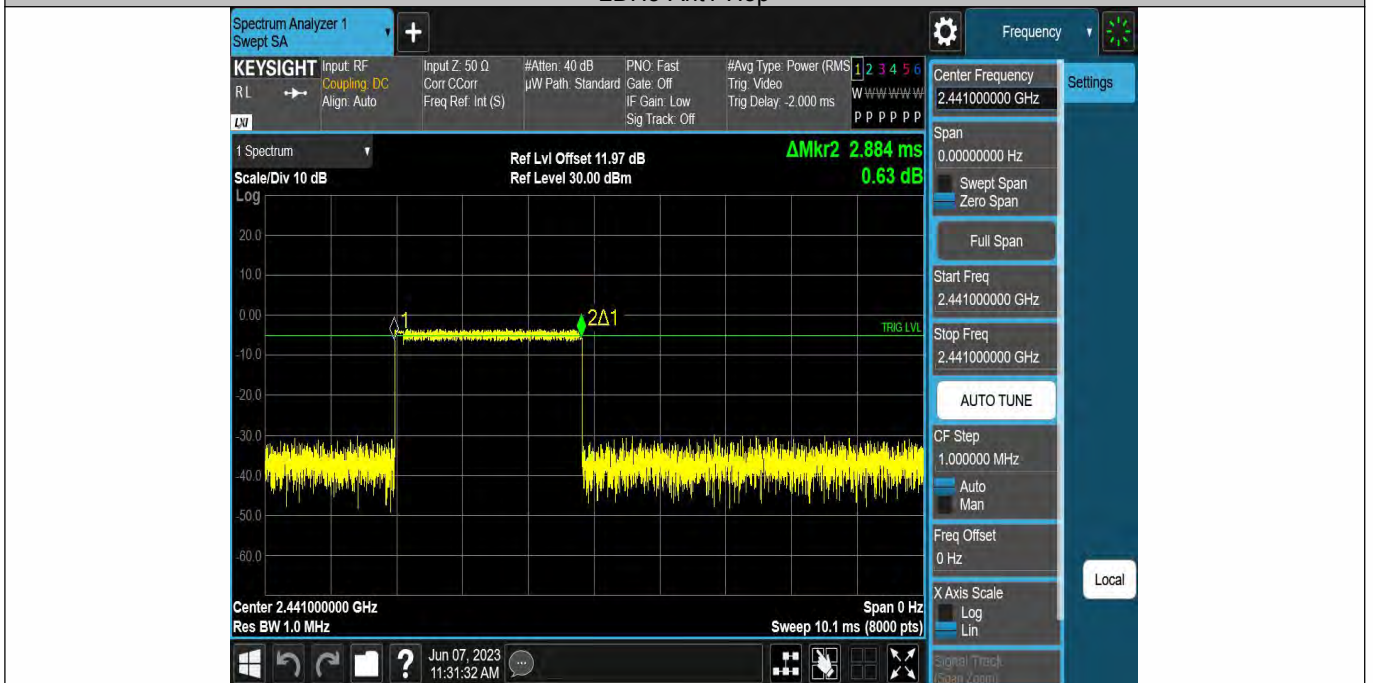 Spectrum Analyzer 1
Swept SA
+
Frequency
KEYSIGHT
RL
LXI
Input: RF
Coupling: DC
Align: Auto
Input Z: 50 Ω
Corr CCorr
Freq Ref: Int (S)
#Atten: 40 dB
µW Path: Standard
PNO: Fast
Gate: Off
IF Gain: Low
Sig Track: Off
#Avg Type: Power (RMS
Trig: Video
Trig Delay: -2.000 ms
1 2 3 4 5 6
W W W W W W
P P P P P P
1 Spectrum
Scale/Div 10 dB
Log
Ref Lvl Offset 11.97 dB
Ref Level 30.00 dBm
ΔMkr2 2.884 ms
0.63 dB
20.0
10.0
0.00
-10.0
-20.0
-30.0
-40.0
-50.0
-60.0
1
2Δ1
TRIG LVL
Center 2.441000000 GHz
Res BW 1.0 MHz
Span 0 Hz
Sweep 10.1 ms (8000 pts)
Center Frequency
2.441000000 GHz
Span
0.00000000 Hz
Swept Span
Zero Span
Full Span
Start Freq
2.441000000 GHz
Stop Freq
2.441000000 GHz
AUTO TUNE
CF Step
1.000000 MHz
Auto
Man
Freq Offset
0 Hz
X Axis Scale
Log
Lin
Signal Track
(Span Zoom)
Settings
Local
?
Jun 07, 2023
11:31:32 AM